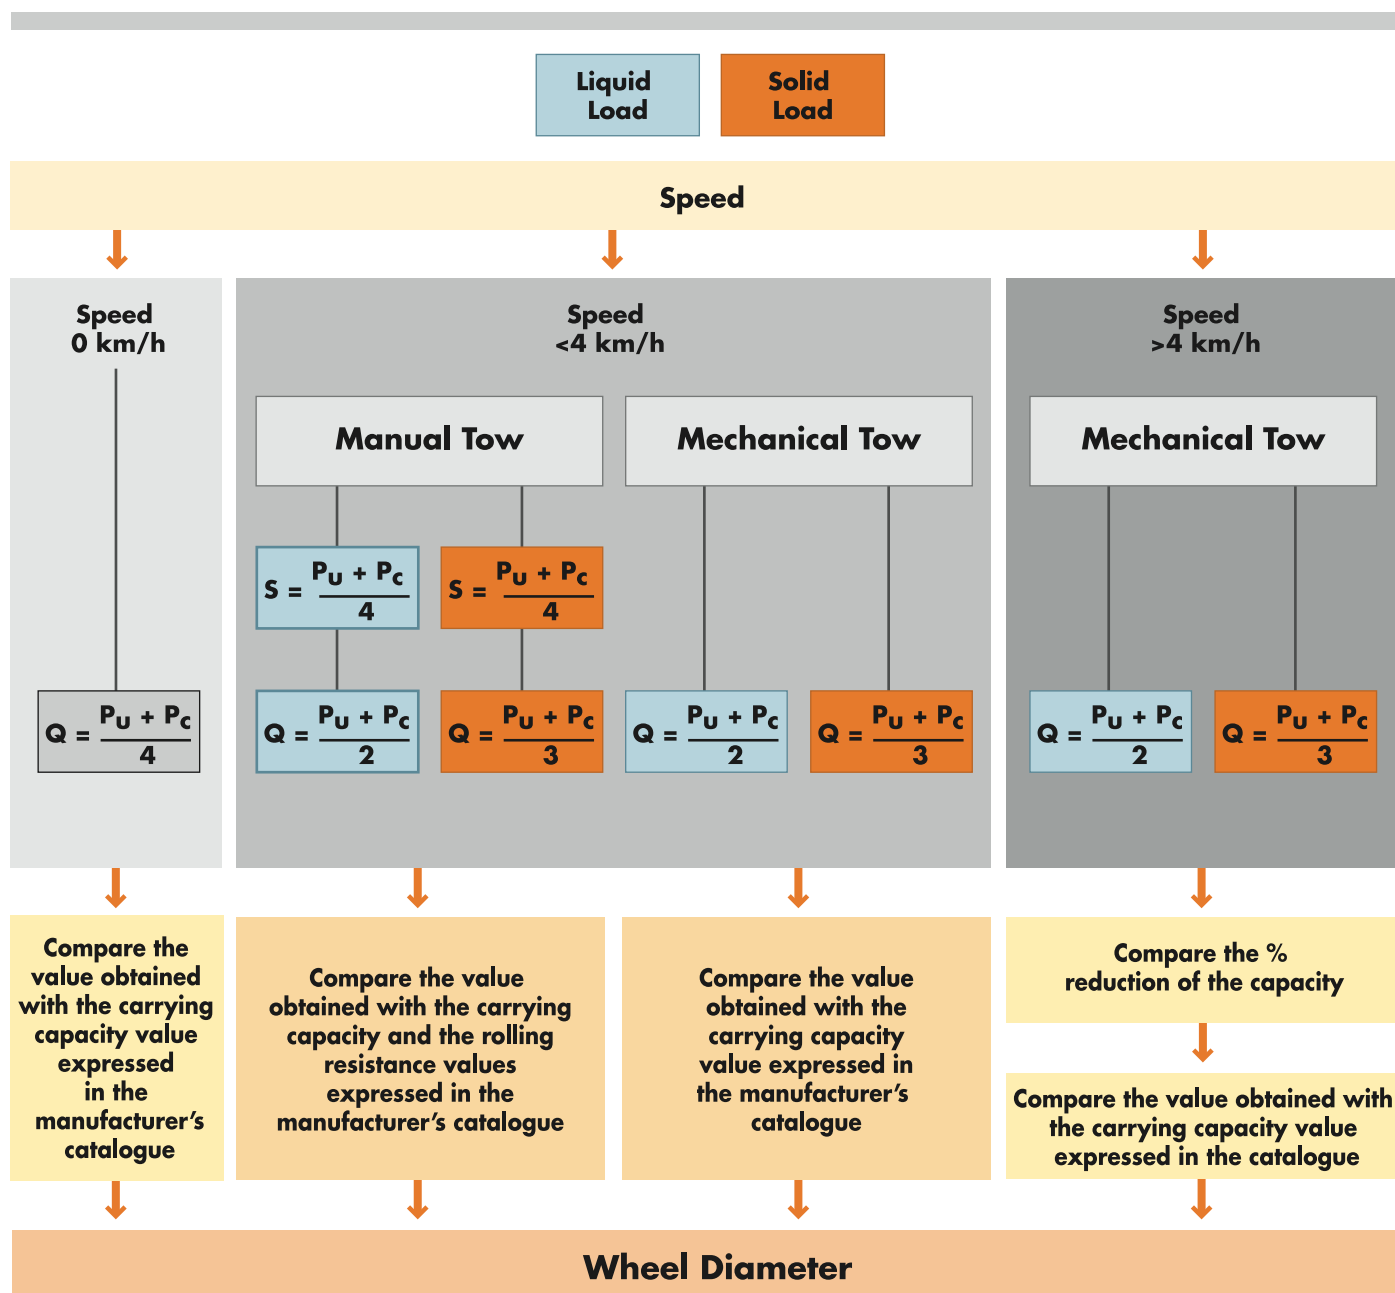 Liquid
Load
Solid
Load
Speed
Speed
0 km/h
Speed
<4 km/h
Speed
>4 km/h
Manual Tow
Mechanical Tow
Mechanical Tow
S = PU + PC
4
S = PU + PC
4
Q = PU + PC
4
Q = PU + PC
2
Q = PU + PC
3
Q = PU + PC
2
Q = PU + PC
3
Q = PU + PC
2
Q = PU + PC
3
Compare the
value obtained
with the carrying
capacity value
expressed
in the
manufacturer’s
catalogue
Compare the value
obtained with the carrying
capacity and the rolling
resistance values
expressed in the
manufacturer’s catalogue
Compare the value
obtained with the
carrying capacity
value expressed in
the manufacturer’s
catalogue
Compare the %
reduction of the capacity
Compare the value obtained with
the carrying capacity value
expressed in the catalogue
Wheel Diameter